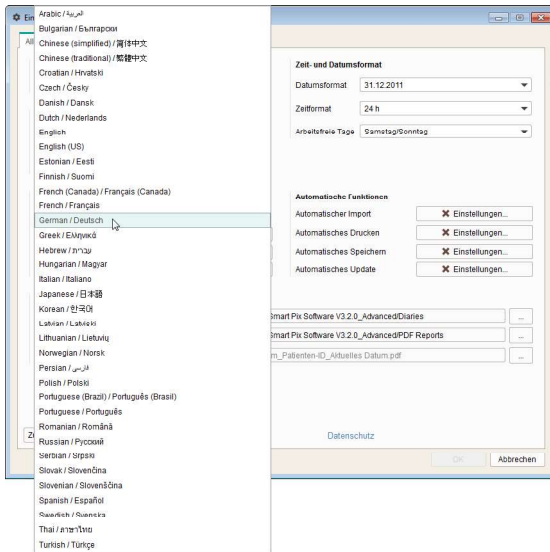 Arabic / العربية
Bulgarian / Български
Chinese (simplified) / 简体中文
Chinese (traditional) / 繁體中文
Croatian / Hrvatski
Czech / Česky
Danish / Dansk
Dutch / Nederlands
English
English (US)
Estonian / Eesti
Finnish / Suomi
French (Canada) / Français (Canada)
French / Français
German / Deutsch
Greek / Ελληνικά
Hebrew / עברית
Hungarian / Magyar
Italian / Italiano
Japanese / 日本語
Korean / 한국어
Latvian / Latviski
Lithuanian / Lietuvių
Norwegian / Norsk
Persian / فارسی
Polish / Polski
Portuguese (Brazil) / Português (Brasil)
Portuguese / Português
Romanian / Română
Russian / Русский
Serbian / Srpski
Slovak / Slovenčina
Slovenian / Slovenščina
Spanish / Español
Swedish / Svenska
Thai / ภาษาไทย
Turkish / Türkçe
Ein
All
Zeit- und Datumsformat
Datumsformat 31.12.2011
Zeitformat 24 h
Arbeitsfreie Tage Samstag/Sonntag
Automatische Funktionen
Automatischer Import Einstellungen...
Automatisches Drucken Einstellungen...
Automatisches Speichern Einstellungen...
Automatisches Update Einstellungen...
Smart Pix Software V3.2.0_Advanced/Diaries ...
Smart Pix Software V3.2.0_Advanced/PDF Reports ...
m_Patienten-ID_Aktuelles Datum.pdf ...
Datenschutz
OK Abbrechen